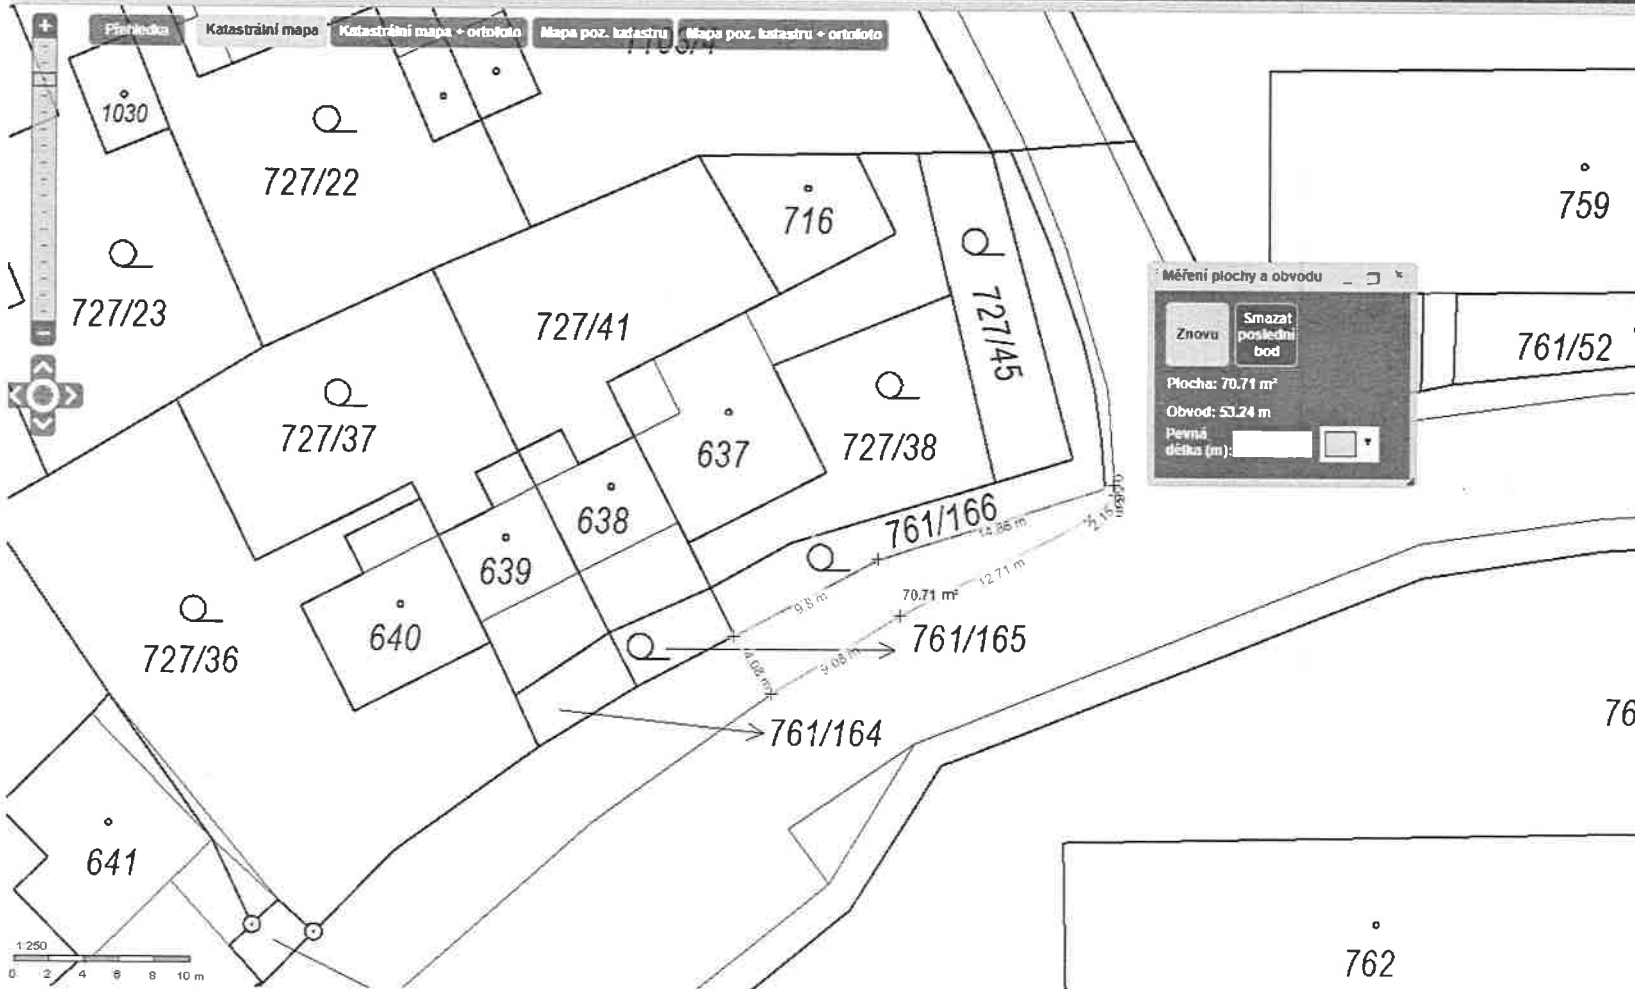 Přehledka
Katastrální mapa
Katastrální mapa + ortofoto
Mapa poz. katastru
Mapa poz. katastru + ortofoto
1030
727/22
716
759
727/23
727/41
727/45
Měření plochy a obvodu
Znovu
Smazat
poslední
bod
Plocha: 70.71 m²
Obvod: 53.24 m
Pevná
délka (m):
761/52
727/37
637
727/38
638
761/166
14.86 m
2.15
639
9.8 m
12.71 m
70.71 m²
640
761/165
727/36
4.08 m
9.08 m
761/164
76
641
762
1:250
0 2 4 6 8 10 m